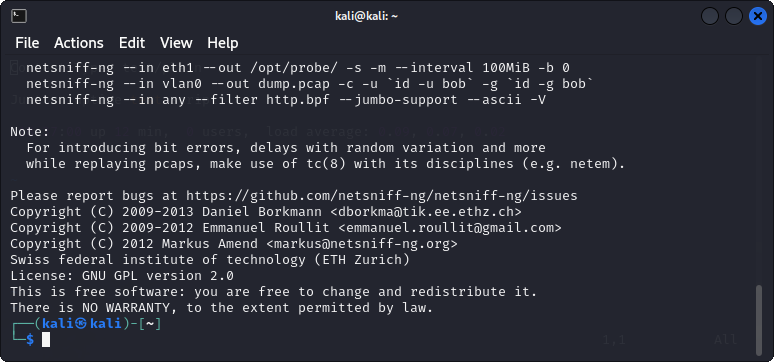 kali@kali: ~
File Actions Edit View Help
netsniff-ng --in eth1 --out /opt/probe/ -s -m --interval 100MiB -b 0
netsniff-ng --in vlan0 --out dump.pcap -c -u `id -u bob` -g `id -g bob`
netsniff-ng --in any --filter http.bpf --jumbo-support --ascii -V
Note:
For introducing bit errors, delays with random variation and more
while replaying pcaps, make use of tc(8) with its disciplines (e.g. netem).
Please report bugs at https://github.com/netsniff-ng/netsniff-ng/issues
Copyright (C) 2009-2013 Daniel Borkmann <dborkma@tik.ee.ethz.ch>
Copyright (C) 2009-2012 Emmanuel Roullit <emmanuel.roullit@gmail.com>
Copyright (C) 2012 Markus Amend <markus@netsniff-ng.org>
Swiss federal institute of technology (ETH Zurich)
License: GNU GPL version 2.0
This is free software: you are free to change and redistribute it.
There is NO WARRANTY, to the extent permitted by law.
┌──(kali㉿kali)-[~]
└─$
1,1 All